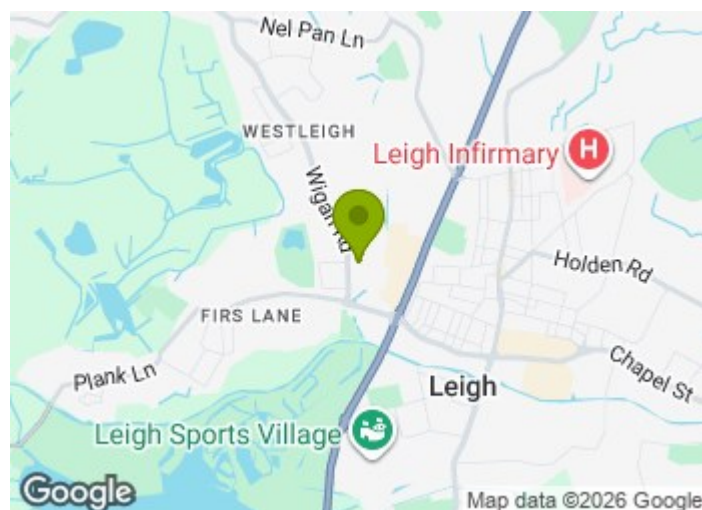 Nel Pan Ln
WESTLEIGH
Leigh Infirmary
H
Wigan Rd
Holden Rd
FIRS LANE
Plank Ln
Chapel St
Leigh
Leigh Sports Village
Google
Map data ©2026 Google